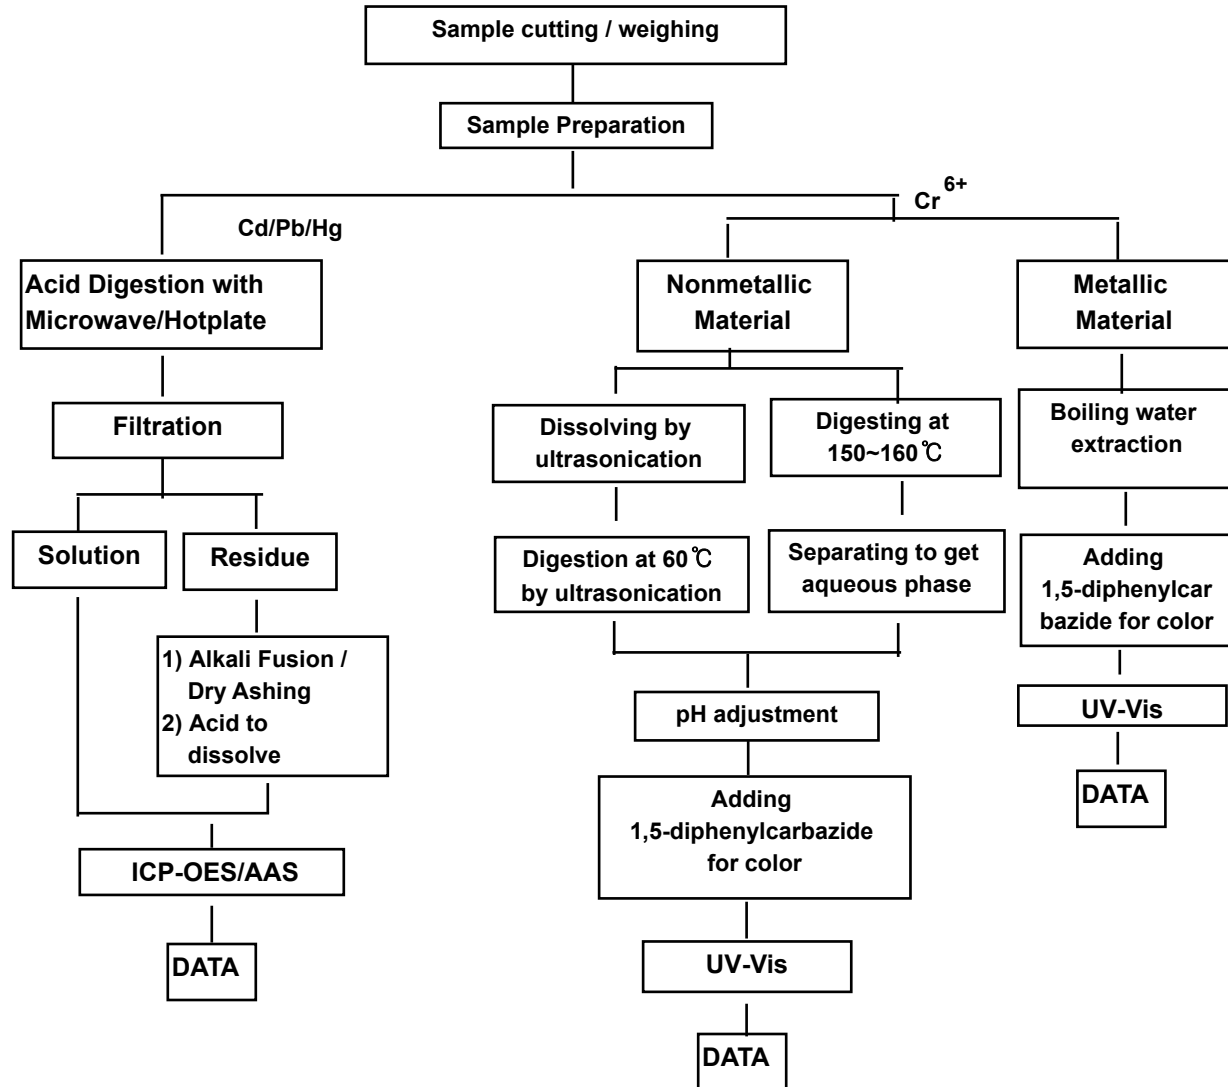 Sample cutting / weighing
Sample Preparation
Cd/Pb/Hg
Cr 6+
Acid Digestion with
Microwave/Hotplate
Filtration
Solution
Residue
1) Alkali Fusion /
Dry Ashing
2) Acid to
dissolve
ICP-OES/AAS
DATA
Nonmetallic
Material
Dissolving by
ultrasonication
Digestion at 60℃
by ultrasonication
Digesting at
150~160℃
Separating to get
aqueous phase
pH adjustment
Adding
1,5-diphenylcarbazide
for color
UV-Vis
DATA
Metallic
Material
Boiling water
extraction
Adding
1,5-diphenylcar
bazide for color
UV-Vis
DATA